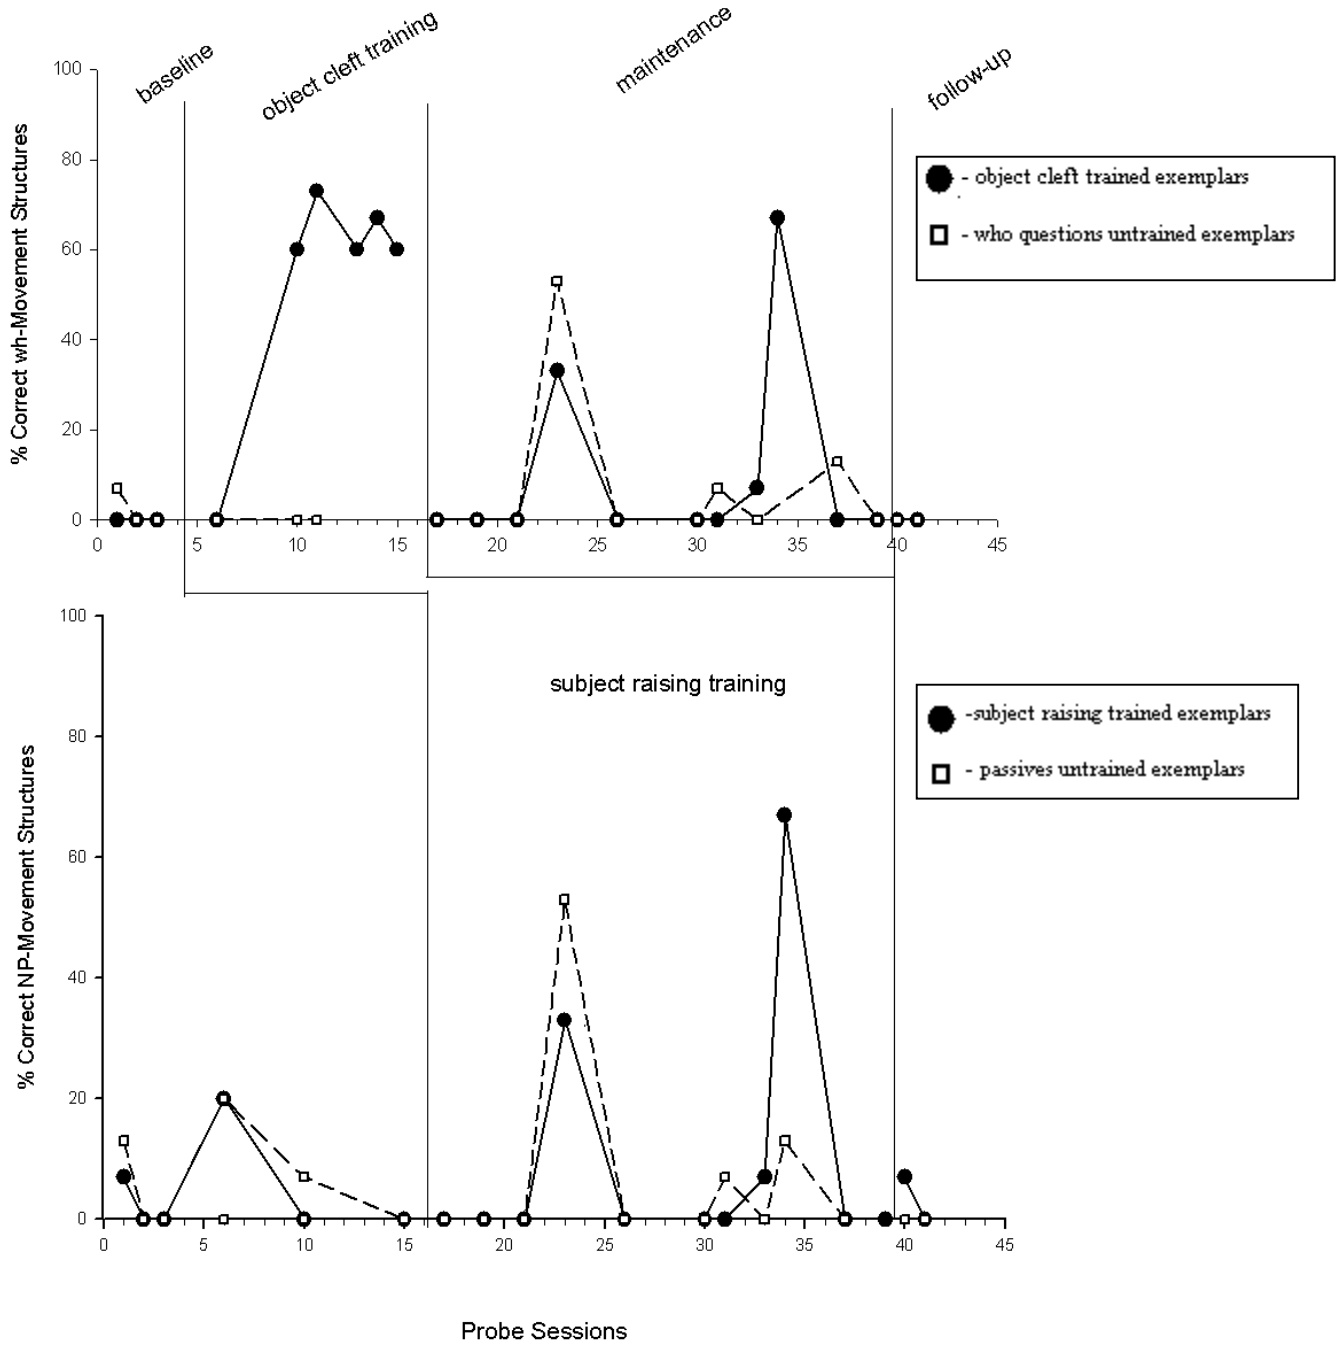 baseline
object cleft training
maintenance
follow-up
% Correct wh-Movement Structures
100
80
60
40
20
0
0 5 10 15 20 25 30 35 40 45
- object cleft trained exemplars
- who questions untrained exemplars
subject raising training
% Correct NP-Movement Structures
100
80
60
40
20
0
0 5 10 15 20 25 30 35 40 45
-subject raising trained exemplars
- passives untrained exemplars
Probe Sessions